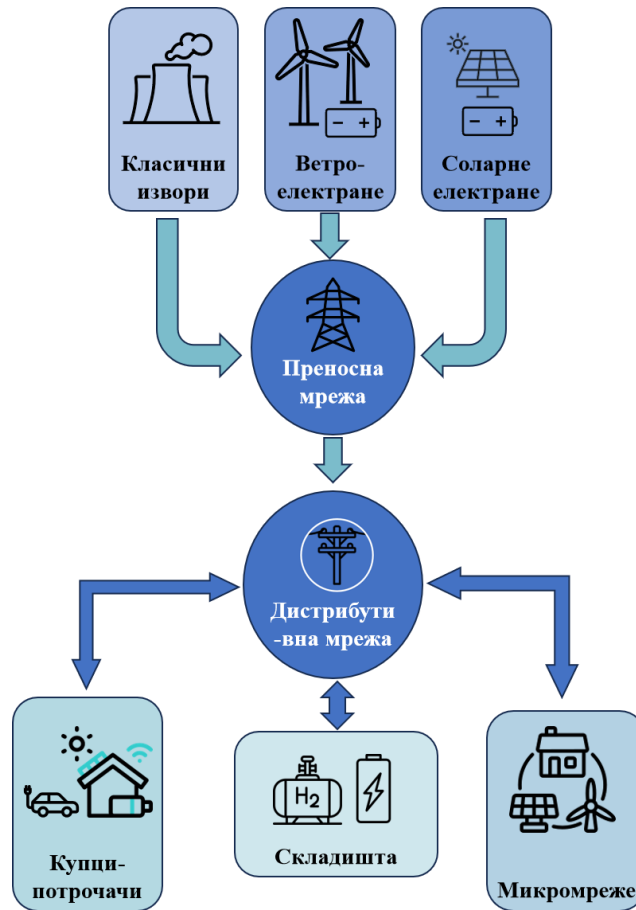 Класични
извори
Ветро-
електране
Соларне
електране
Преносна
мрежа
Дистрибути
-вна мрежа
Купци-
потрочачи
H2
Складишта
Микромреже